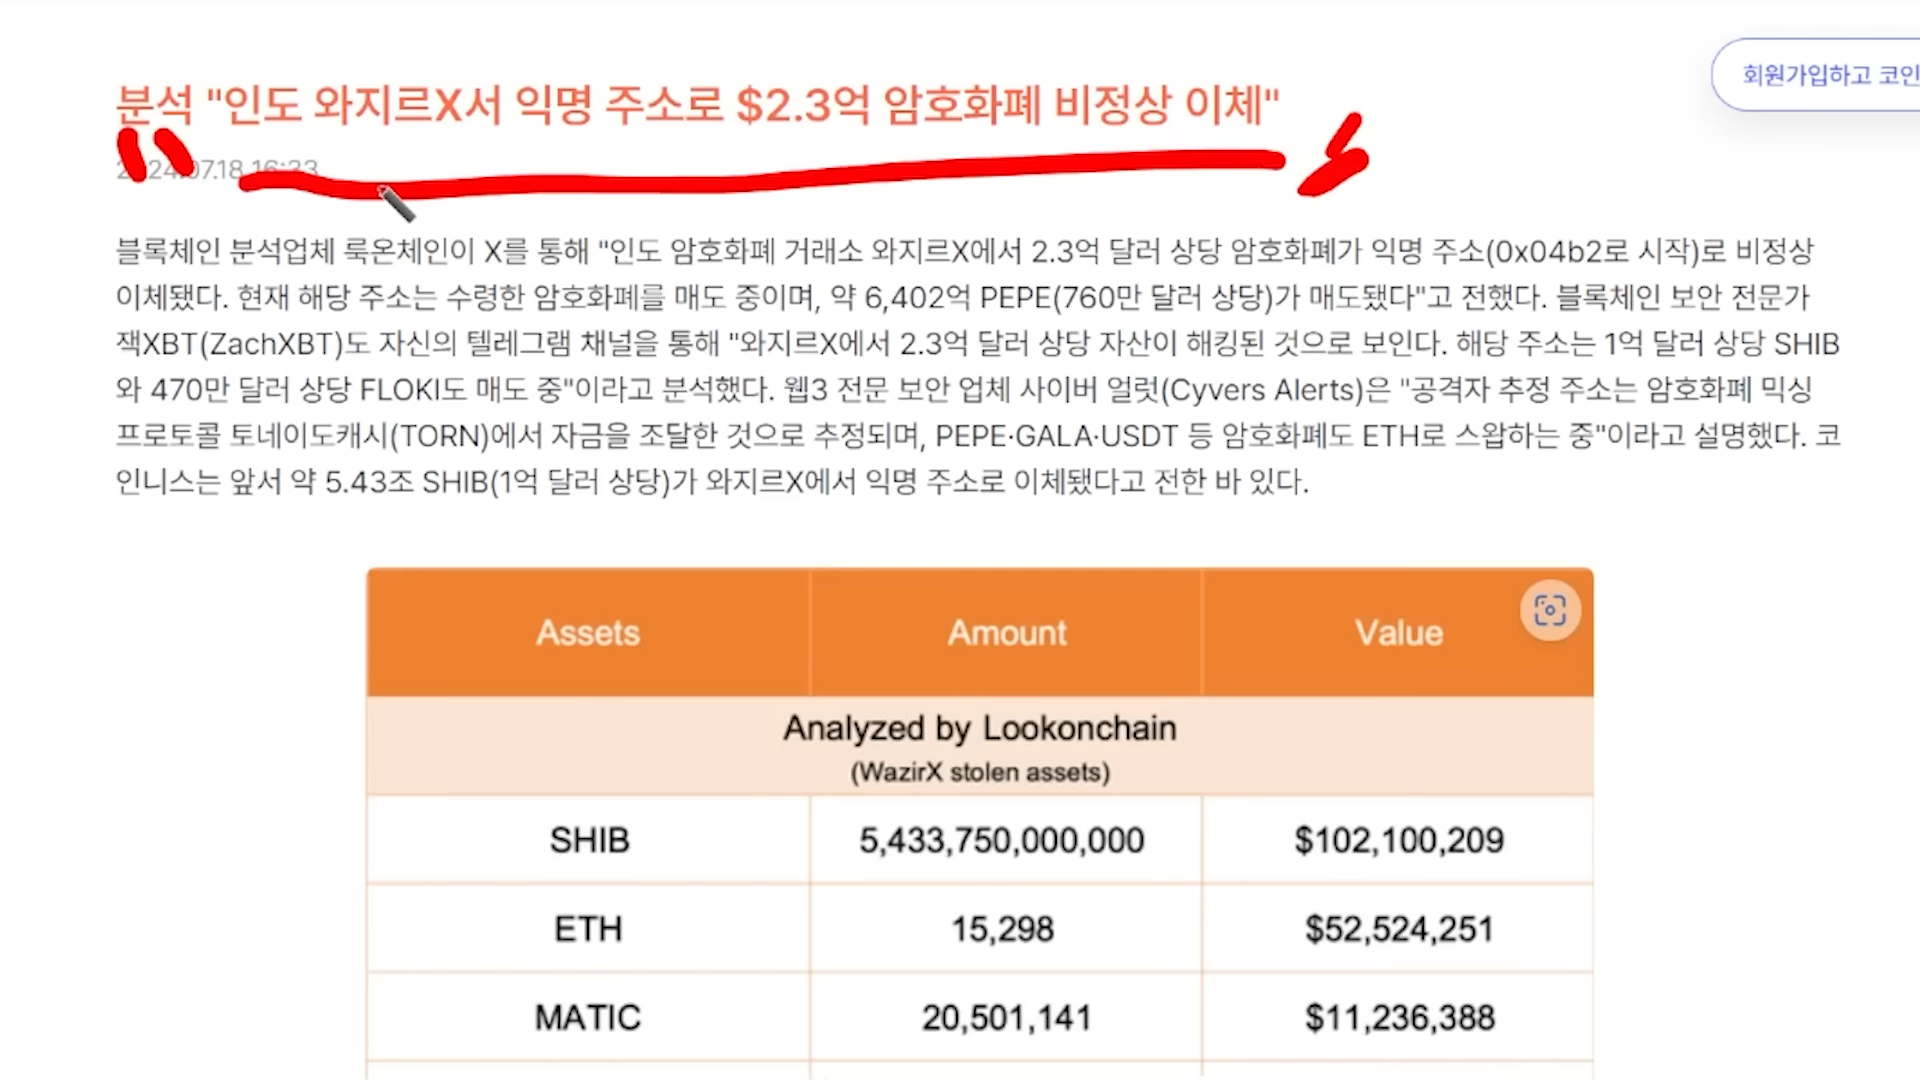 회원가입하고 코인
분석 "인도 와지르X서 익명 주소로 $2.3억 암호화폐 비정상 이체"
2024.07.18 16:33
블록체인 분석업체 룩온체인이 X를 통해 "인도 암호화폐 거래소 와지르X에서 2.3억 달러 상당 암호화폐가 익명 주소(0x04b2로 시작)로 비정상
이체됐다. 현재 해당 주소는 수령한 암호화폐를 매도 중이며, 약 6,402억 PEPE(760만 달러 상당)가 매도됐다"고 전했다. 블록체인 보안 전문가
잭XBT(ZachXBT)도 자신의 텔레그램 채널을 통해 "와지르X에서 2.3억 달러 상당 자산이 해킹된 것으로 보인다. 해당 주소는 1억 달러 상당 SHIB
와 470만 달러 상당 FLOKI도 매도 중"이라고 분석했다. 웹3 전문 보안 업체 사이버 얼럿(Cyvers Alerts)은 "공격자 추정 주소는 암호화폐 믹싱
프로토콜 토네이도캐시(TORN)에서 자금을 조달한 것으로 추정되며, PEPE·GALA·USDT 등 암호화폐도 ETH로 스왑하는 중"이라고 설명했다. 코
인니스는 앞서 약 5.43조 SHIB(1억 달러 상당)가 와지르X에서 익명 주소로 이체됐다고 전한 바 있다.
Assets Amount Value
Analyzed by Lookonchain
(WazirX stolen assets)
SHIB 5,433,750,000,000 $102,100,209
ETH 15,298 $52,524,251
MATIC 20,501,141 $11,236,388